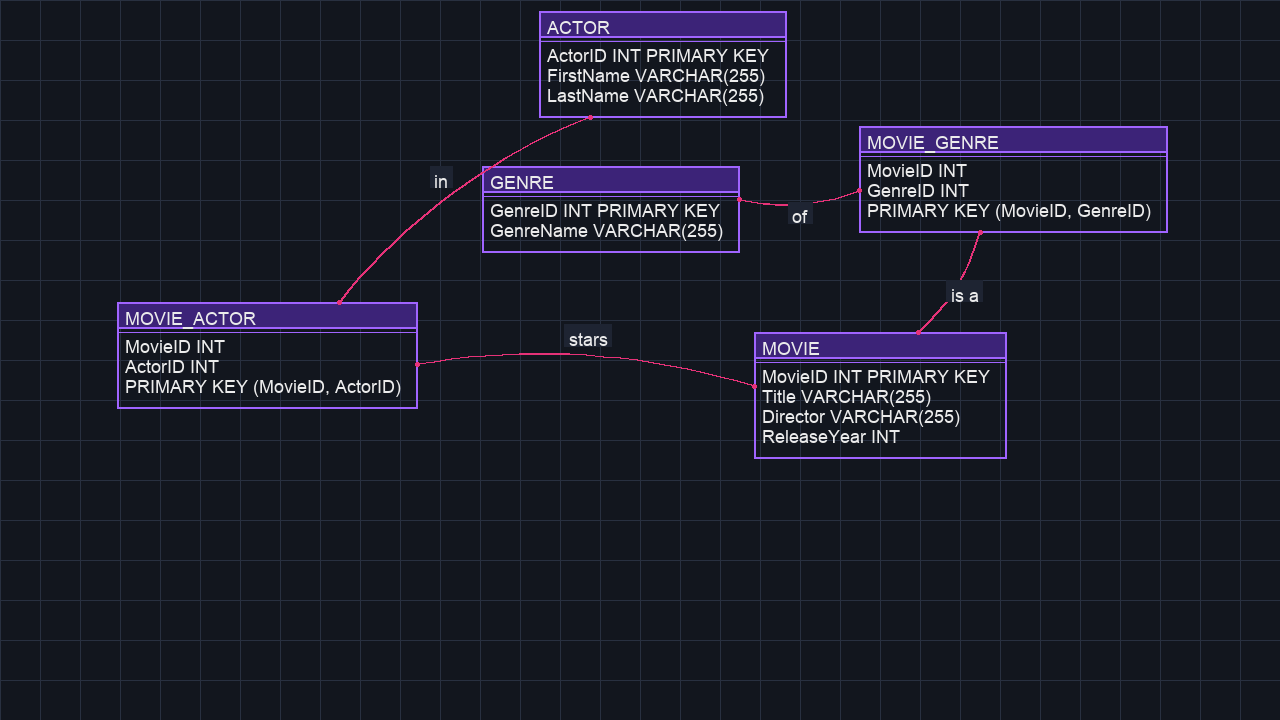 ACTOR
ActorID INT PRIMARY KEY
FirstName VARCHAR(255)
LastName VARCHAR(255)
MOVIE_GENRE
MovieID INT
GenreID INT
PRIMARY KEY (MovieID, GenreID)
in
GENRE
GenreID INT PRIMARY KEY
GenreName VARCHAR(255)
of
is a
MOVIE_ACTOR
MovieID INT
ActorID INT
PRIMARY KEY (MovieID, ActorID)
stars
MOVIE
MovieID INT PRIMARY KEY
Title VARCHAR(255)
Director VARCHAR(255)
ReleaseYear INT